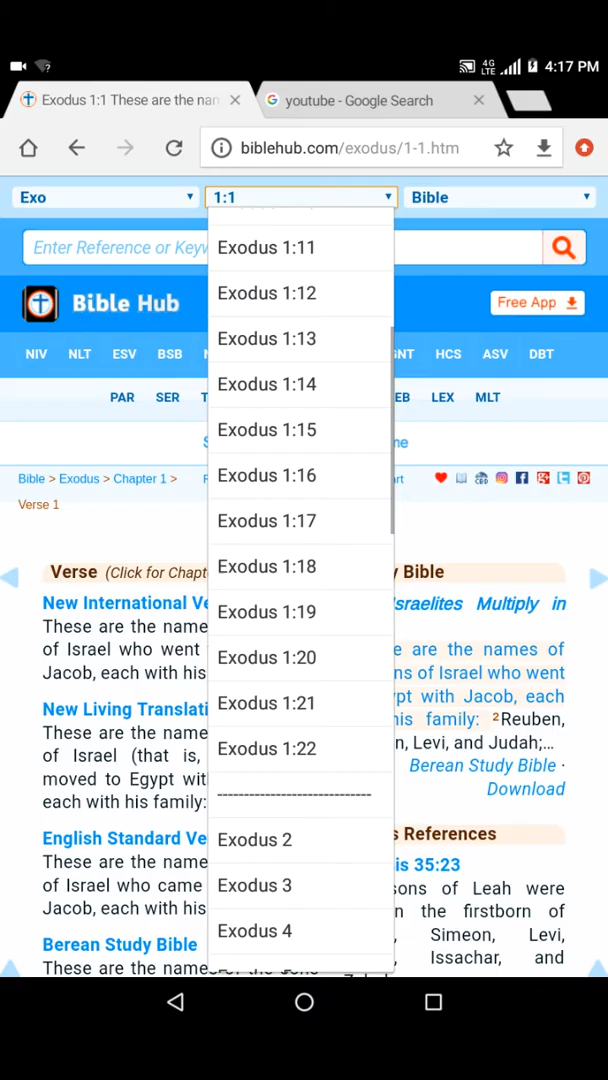 4G
LTE
4:17 PM
Exodus 1:1 These are the nan
youtube - Google Search
biblehub.com/exodus/1-1.htm
Exo
1:1
Bible
Enter Reference or Keyw
Bible Hub
Free App
NIV NLT ESV BSB NT HCS ASV DBT
PAR SER EB LEX MLT
me
Bible > Exodus > Chapter 1 >
Verse 1
Exodus 1:11
Exodus 1:12
Exodus 1:13
Exodus 1:14
Exodus 1:15
Exodus 1:16
Exodus 1:17
Exodus 1:18
Exodus 1:19
Exodus 1:20
Exodus 1:21
Exodus 1:22
-----------------------------
Exodus 2
Exodus 3
Exodus 4
Verse (Click for Chapt
New International Ve
These are the name
of Israel who went
Jacob, each with his
New Living Translati
These are the name
of Israel (that is,
moved to Egypt wit
each with his family:
English Standard Ve
These are the name
of Israel who came
Jacob, each with his
Berean Study Bible
These are the names of the sons
y Bible
Israelites Multiply in
e are the names of
ns of Israel who went
ypt with Jacob, each
his family: 2Reuben,
n, Levi, and Judah;...
Berean Study Bible ·
Download
s References
is 35:23
sons of Leah were
n the firstborn of
, Simeon, Levi,
, Issachar, and